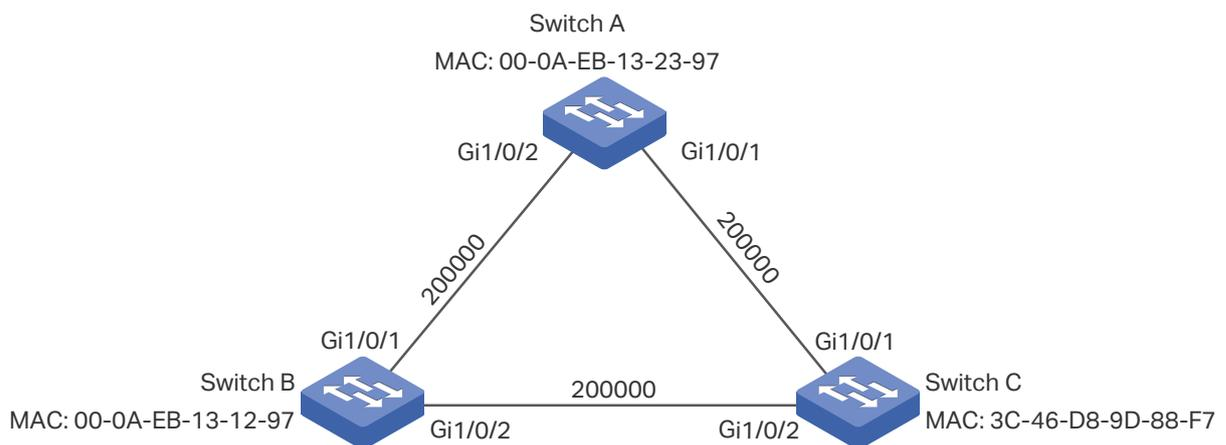 Switch A
MAC: 00-0A-EB-13-23-97
Gi1/0/2
Gi1/0/1
200000
200000
Gi1/0/1
Gi1/0/1
Switch B
200000
Switch C
MAC: 00-0A-EB-13-12-97
Gi1/0/2
Gi1/0/2
MAC: 3C-46-D8-9D-88-F7